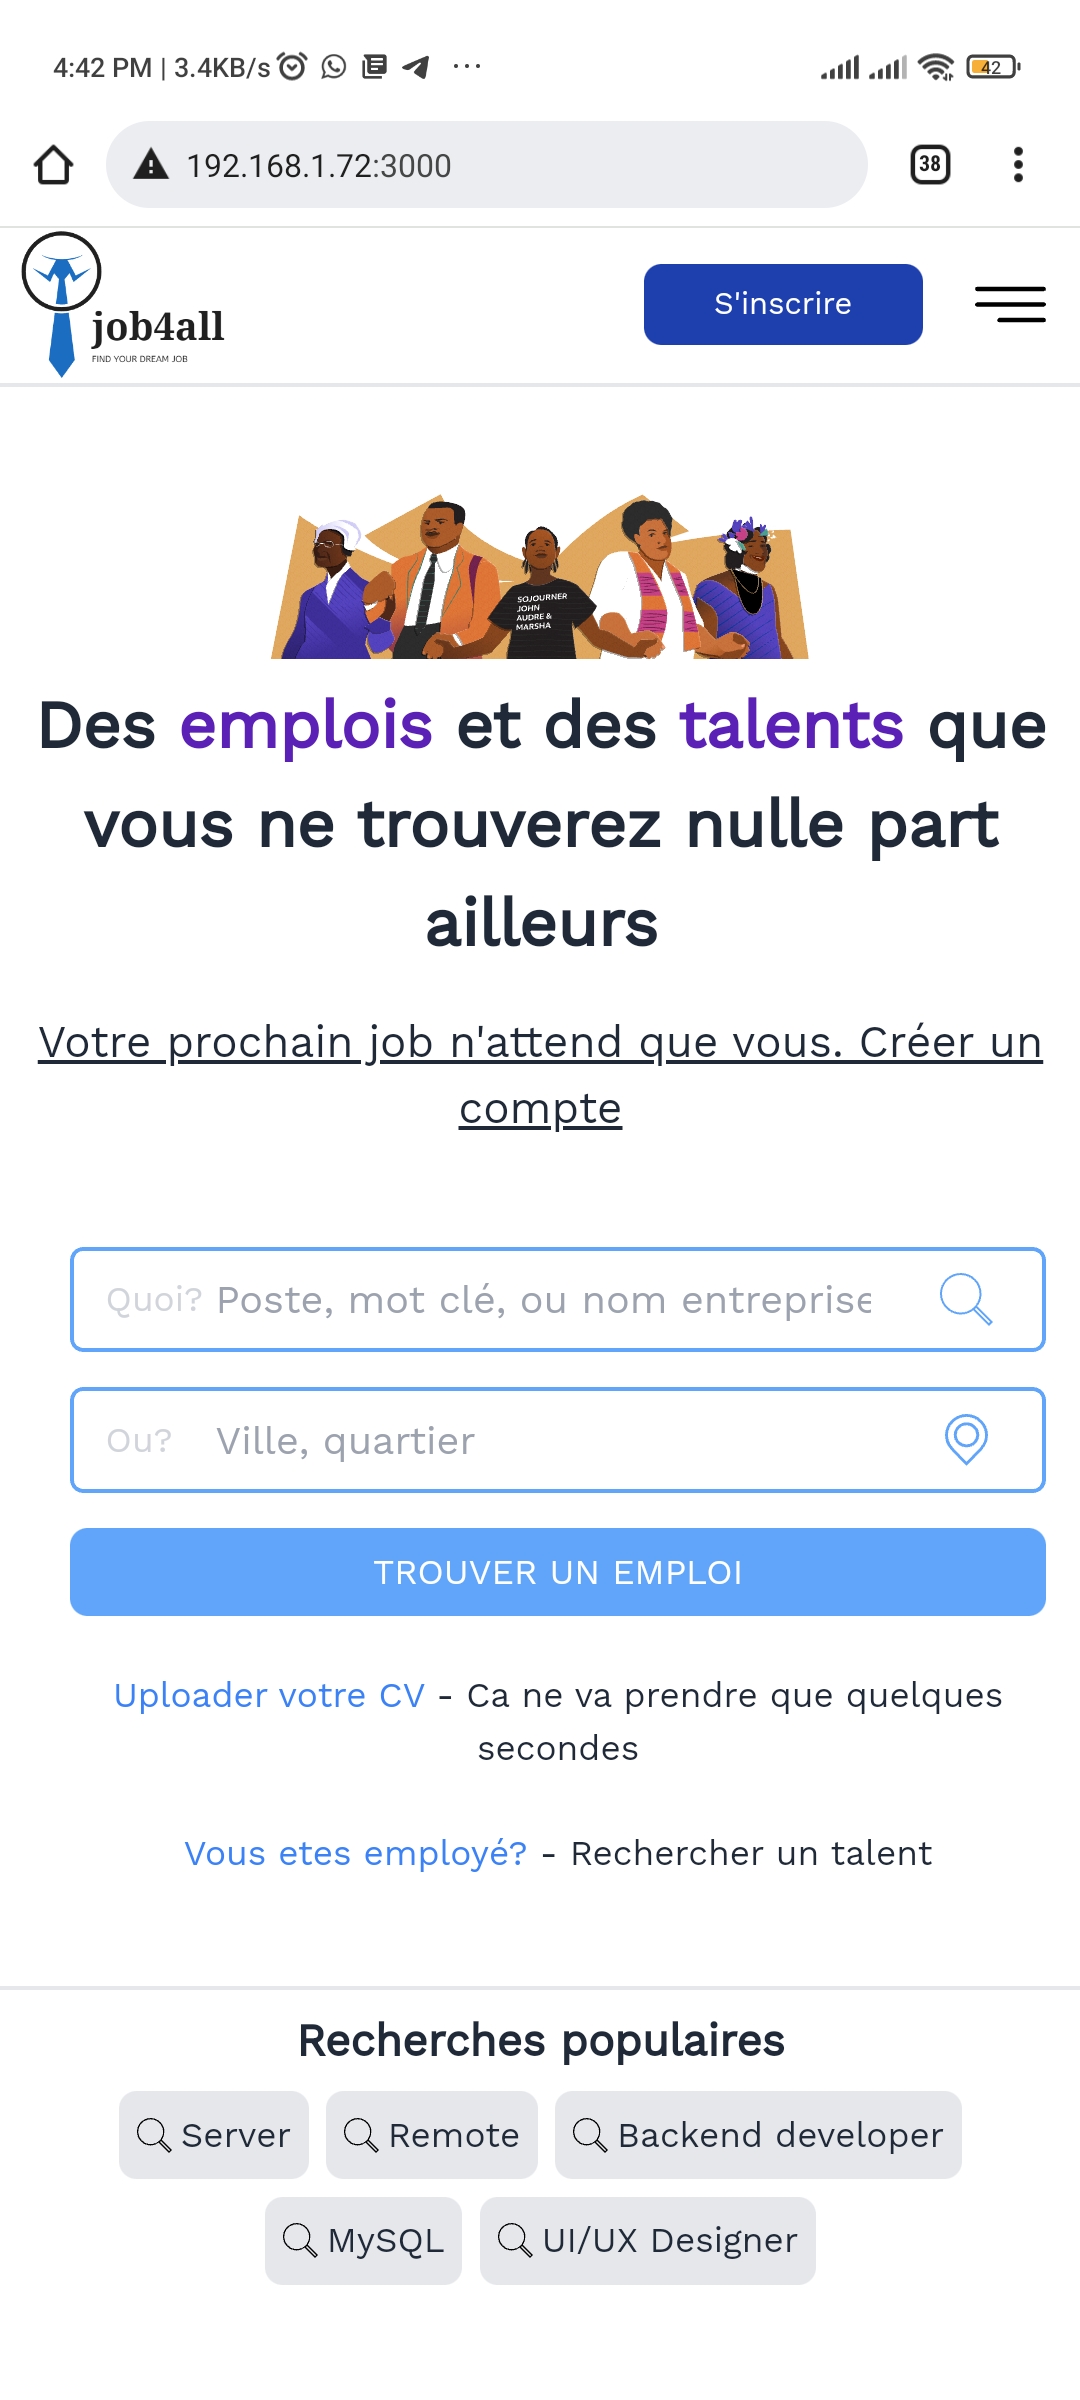 4:42 PM | 3.4KB/s
42
192.168.1.72:3000
38
job4all
FIND YOUR DREAM JOB
S'inscrire
SOJOURNER
JOHN
AUDRE &
MARSHA
Des emplois et des talents que
vous ne trouverez nulle part
ailleurs
Votre prochain job n'attend que vous. Créer un
compte
Quoi? Poste, mot clé, ou nom entreprise
Ou? Ville, quartier
TROUVER UN EMPLOI
Uploader votre CV - Ca ne va prendre que quelques
secondes
Vous etes employé? - Rechercher un talent
Recherches populaires
Server Remote Backend developer
MySQL UI/UX Designer